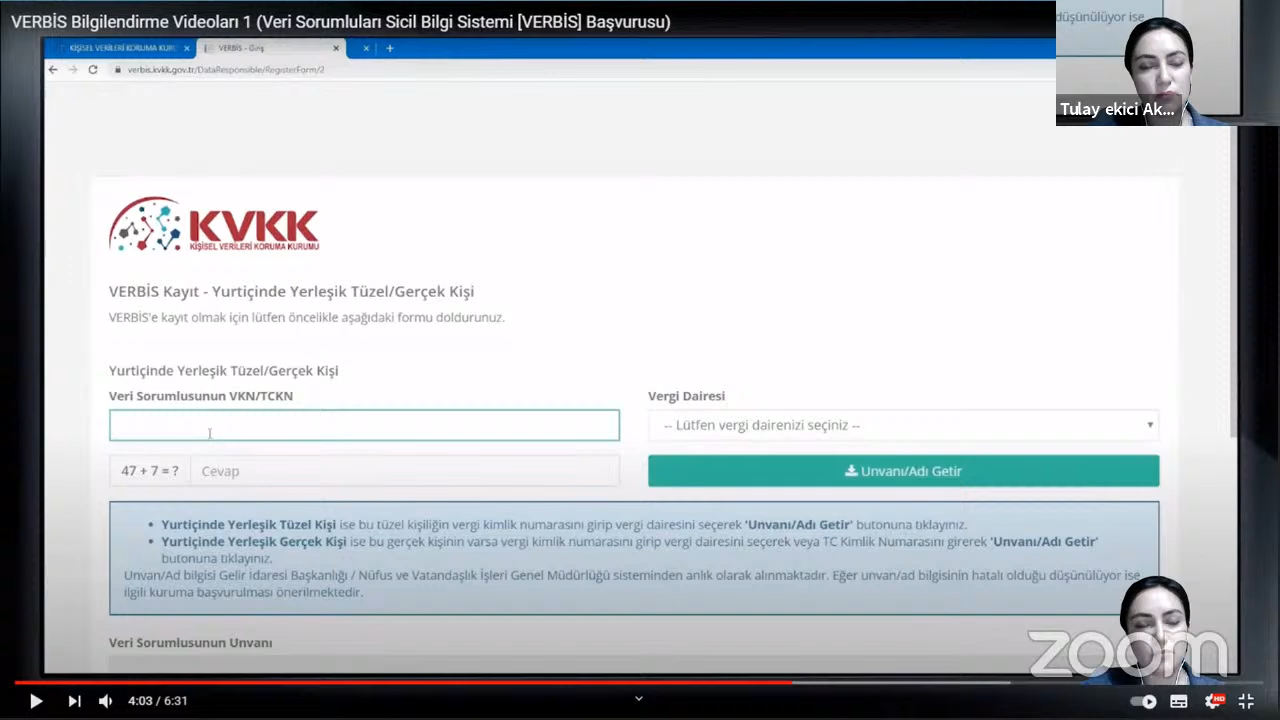 VERBİS Bilgilendirme Videoları 1 (Veri Sorumluları Sicil Bilgi Sistemi [VERBİS] Başvurusu)
düşünülüyor ise
KİŞİSEL VERİLERİ KORUMA KUR
VERBİS - Giriş
verbis.kvkk.gov.tr/DataResponsible/RegisterForm/2
Tulay ekici Ak...
KVKK
KİŞİSEL VERİLERİ KORUMA KURUMU
VERBİS Kayıt - Yurtiçinde Yerleşik Tüzel/Gerçek Kişi
VERBİS'e kayıt olmak için lütfen öncelikle aşağıdaki formu doldurunuz.
Yurtiçinde Yerleşik Tüzel/Gerçek Kişi
Veri Sorumlusunun VKN/TCKN
Vergi Dairesi
-- Lütfen vergi dairenizi seçiniz --
47 + 7 = ? Cevap
Unvanı/Adı Getir
• Yurtiçinde Yerleşik Tüzel Kişi ise bu tüzel kişiliğin vergi kimlik numarasını girip vergi dairesini seçerek 'Unvanı/Adı Getir' butonuna tıklayınız.
• Yurtiçinde Yerleşik Gerçek Kişi ise bu gerçek kişinin varsa vergi kimlik numarasını girip vergi dairesini seçerek veya TC Kimlik Numarasını girerek 'Unvanı/Adı Getir'
butonuna tıklayınız.
Unvan/Ad bilgisi Gelir İdaresi Başkanlığı / Nüfus ve Vatandaşlık İşleri Genel Müdürlüğü sisteminden anlık olarak alınmaktadır. Eğer unvan/ad bilgisinin hatalı olduğu düşünülüyor ise
ilgili kuruma başvurulması önerilmektedir.
Veri Sorumlusunun Unvanı
zoom
4:03 / 6:31
HD